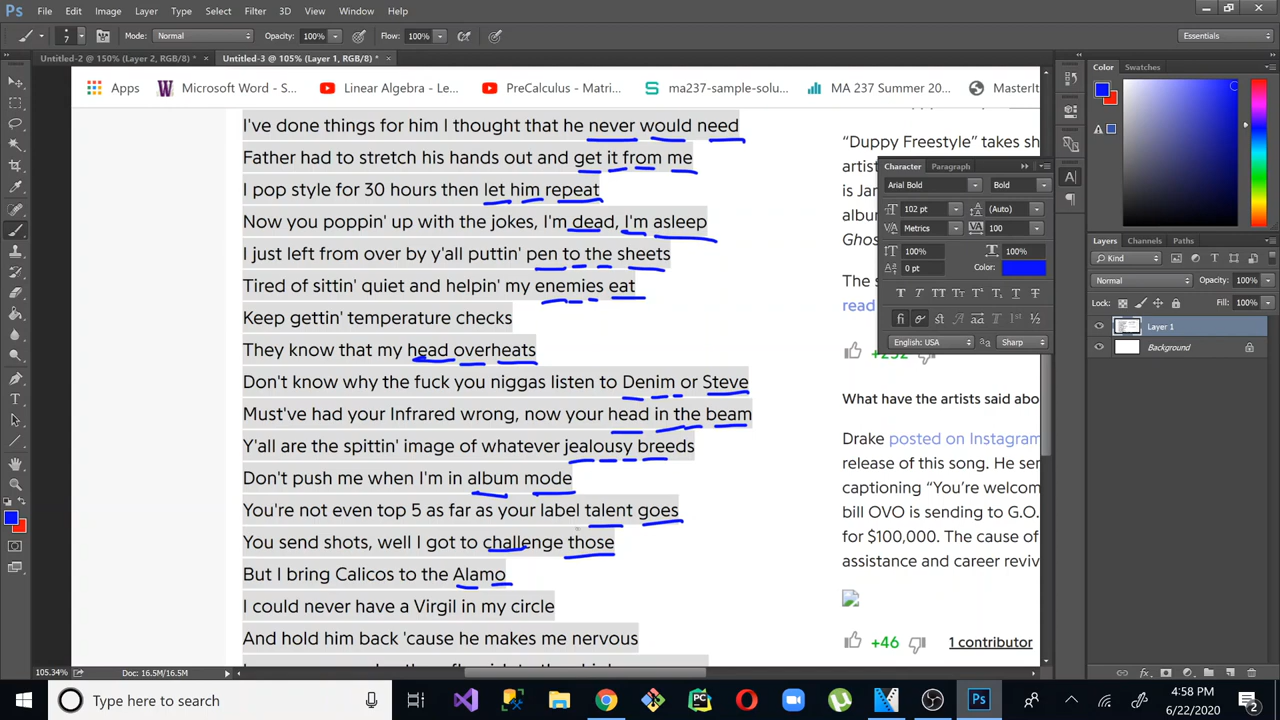 Ps File Edit Image Layer Type Select Filter 3D View Window Help
7 Mode: Normal Opacity: 100% Flow: 100% Essentials
Untitled-2 @ 150% (Layer 2, RGB/8) * × Untitled-3 @ 105% (Layer 1, RGB/8) * ×
Apps Microsoft Word - S... Linear Algebra - Le... PreCalculus - Matri... ma237-sample-solu... MA 237 Summer 20... MasterIt
I've done things for him I thought that he never would need
Father had to stretch his hands out and get it from me
I pop style for 30 hours then let him repeat
Now you poppin' up with the jokes, I'm dead, I'm asleep
I just left from over by y'all puttin' pen to the sheets
Tired of sittin' quiet and helpin' my enemies eat
Keep gettin' temperature checks
They know that my head overheats
Don't know why the fuck you niggas listen to Denim or Steve
Must've had your Infrared wrong, now your head in the beam
Y'all are the spittin' image of whatever jealousy breeds
Don't push me when I'm in album mode
You're not even top 5 as far as your label talent goes
You send shots, well I got to challenge those
But I bring Calicos to the Alamo
I could never have a Virgil in my circle
And hold him back 'cause he makes me nervous
“Duppy Freestyle” takes sh
artis
is Jar
albu
Ghos
The s
read
+252
What have the artists said abo
Drake posted on Instagram
release of this song. He ser
captioning “You're welcom
bill OVO is sending to G.O.
for $100,000. The cause of
assistance and career reviv
+46 1 contributor
Character Paragraph
Arial Bold Bold
102 pt (Auto)
Metrics 100
100% 100%
0 pt Color:
English: USA Sharp
Color Swatches
Layers Channels Paths
Kind
Normal Opacity: 100%
Lock: Fill: 100%
Layer 1
Background
105.34% Doc: 16.5M/16.5M
Type here to search
4:58 PM
6/22/2020
2